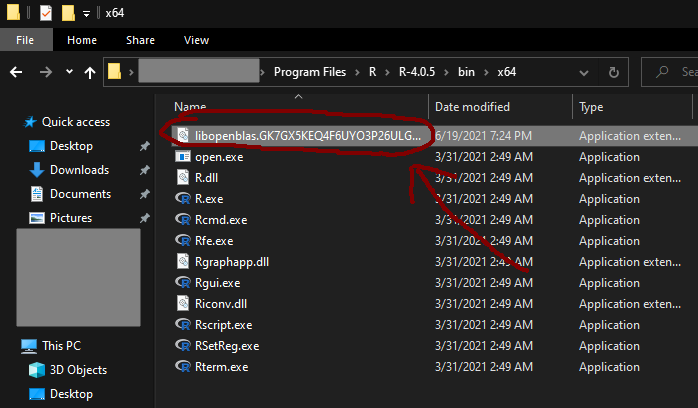 x64
File Home Share View
Program Files R R-4.0.5 bin x64 Sea
Name Date modified Type
Quick access
Desktop
Downloads
Documents
Pictures
This PC
3D Objects
Desktop
libopenblas.GK7GX5KEQ4F6UYO3P26ULG... 6/19/2021 7:24 PM Application exten...
open.exe 3/31/2021 2:49 AM Application
R.dll 3/31/2021 2:49 AM Application exten...
R.exe 3/31/2021 2:49 AM Application
Rcmd.exe 3/31/2021 2:49 AM Application
Rfe.exe 3/31/2021 2:49 AM Application
Rgraphapp.dll 3/31/2021 2:49 AM Application exten...
Rgui.exe 3/31/2021 2:49 AM Application
Riconv.dll 3/31/2021 2:49 AM Application exten...
Rscript.exe 3/31/2021 2:49 AM Application
RSetReg.exe 3/31/2021 2:49 AM Application
Rterm.exe 3/31/2021 2:49 AM Application